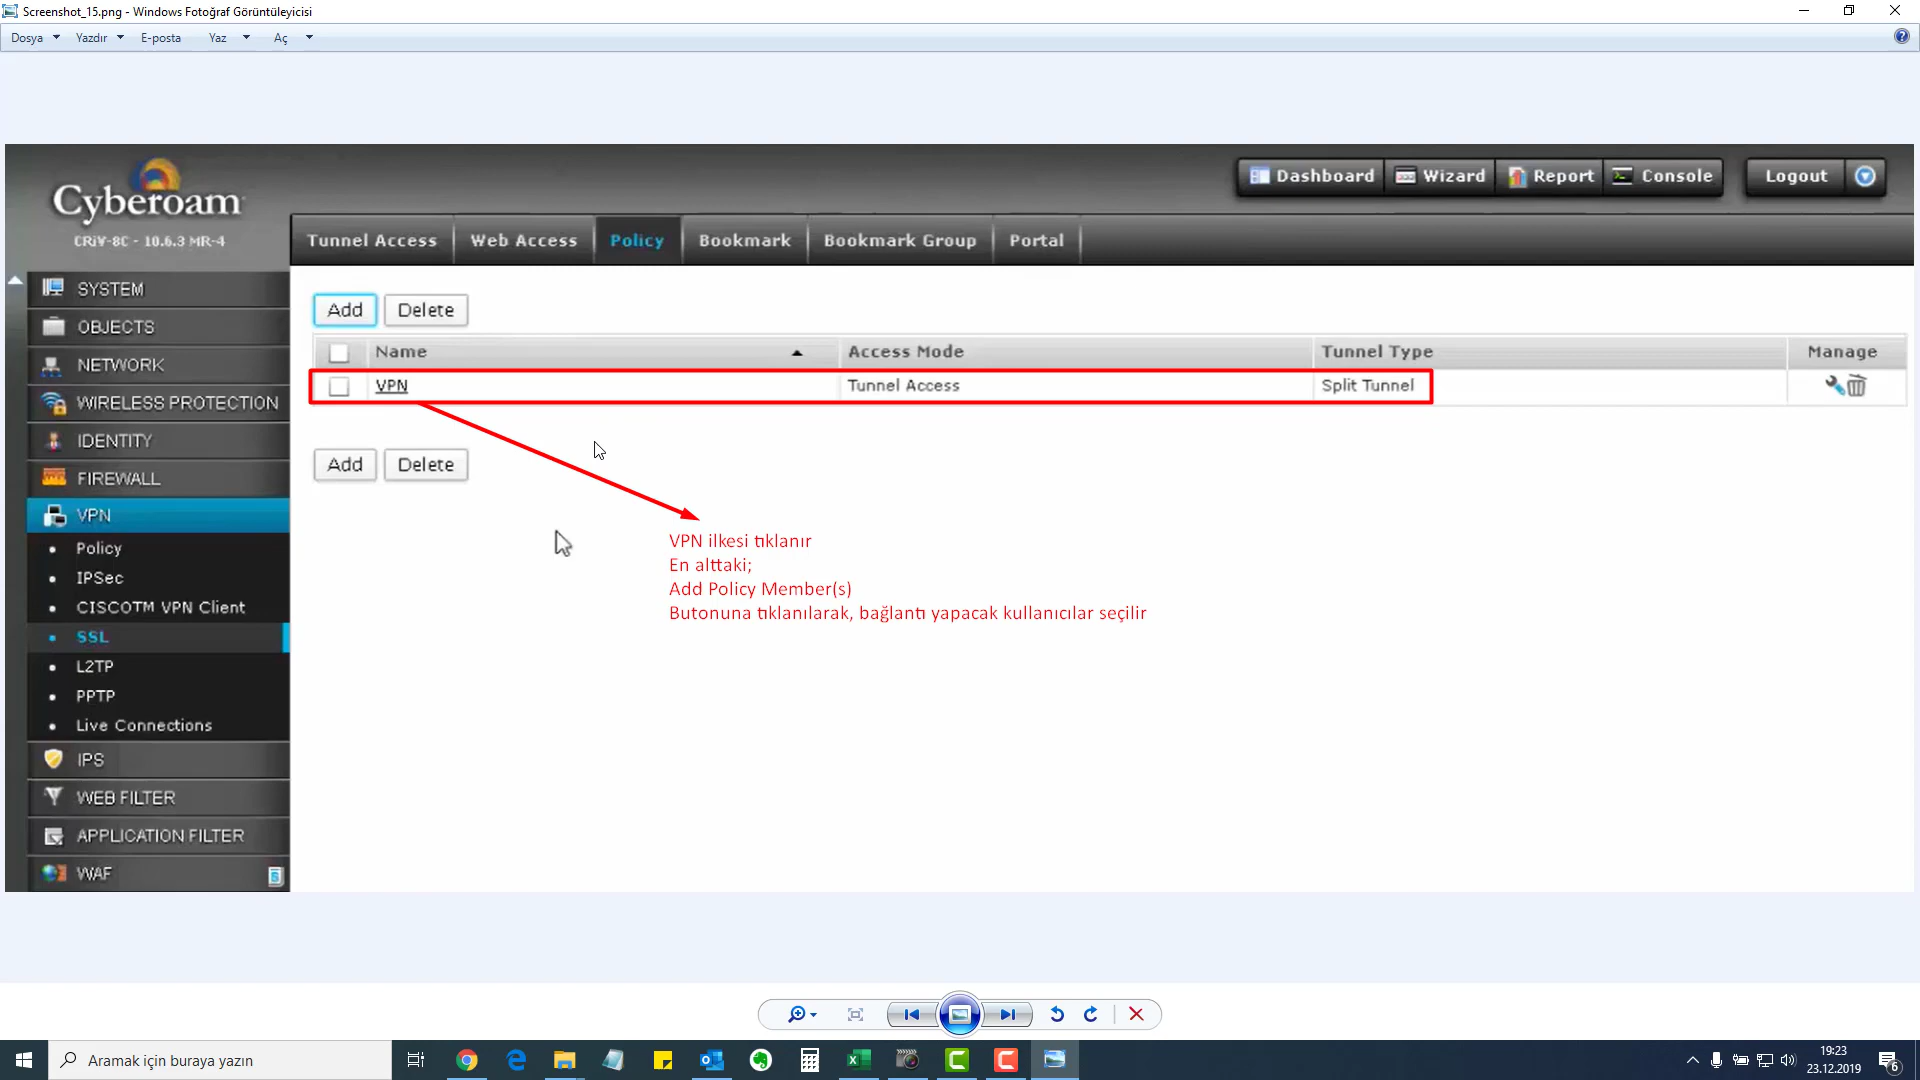 Screenshot_15.png - Windows Fotoğraf Görüntüleyicisi
Dosya Yazdır E-posta Yaz Aç
Cyberoam
CRiV-8C - 10.6.3 MR-4
Dashboard Wizard Report Console Logout
Tunnel Access Web Access Policy Bookmark Bookmark Group Portal
SYSTEM
OBJECTS
NETWORK
WIRELESS PROTECTION
IDENTITY
FIREWALL
VPN
Policy
IPSec
CISCOTM VPN Client
SSL
L2TP
PPTP
Live Connections
IPS
WEB FILTER
APPLICATION FILTER
WAF
Add Delete
Name Access Mode Tunnel Type Manage
VPN Tunnel Access Split Tunnel
Add Delete
VPN ilkesi tıklanır
En alttaki;
Add Policy Member(s)
Butonuna tıklanılarak, bağlantı yapacak kullanıcılar seçilir
Aramak için buraya yazın
19:23
23.12.2019
6